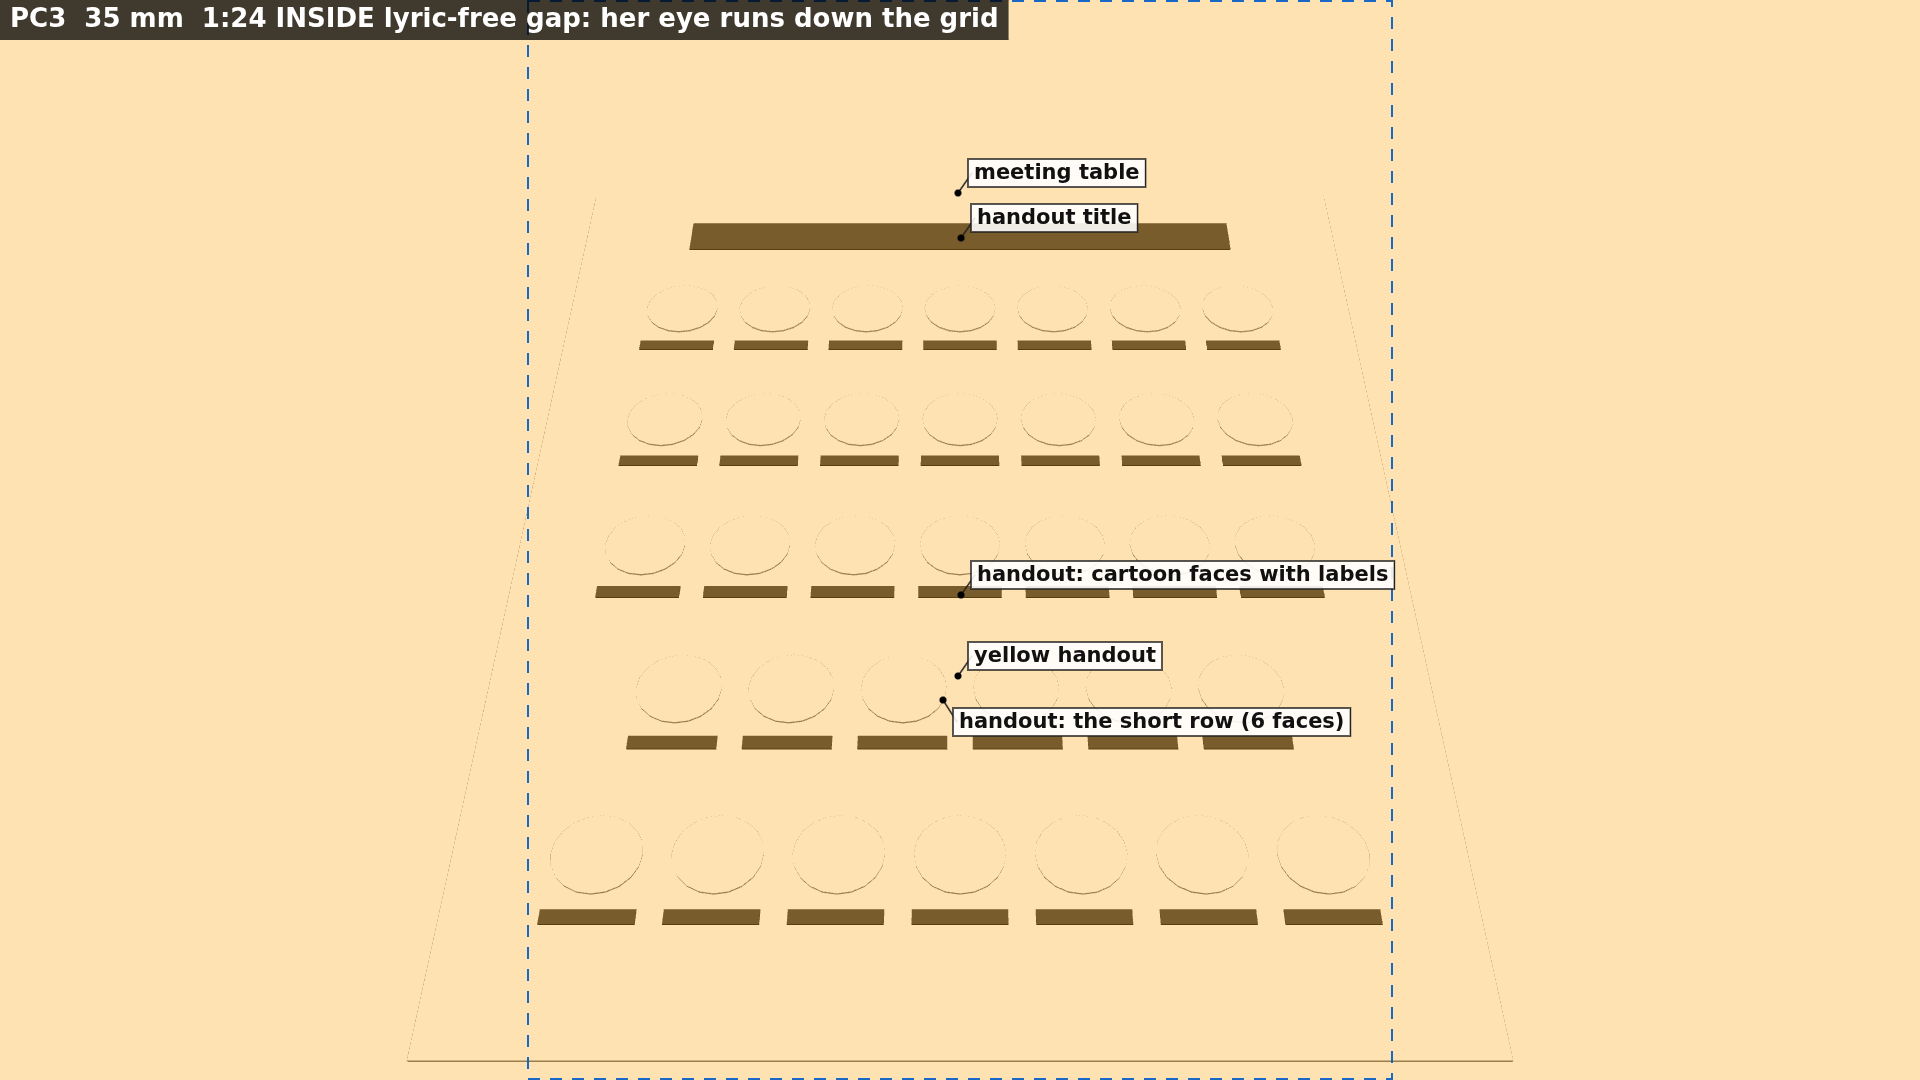 PC3 35 mm 1:24 INSIDE lyric-free gap: her eye runs down the grid
meeting table
handout title
handout: cartoon faces with labels
yellow handout
handout: the short row (6 faces)